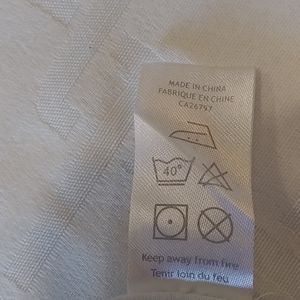 MADE IN CHINA
FABRIQUE EN CHINE
CA26797
40°
Keep away from fire
Tenir loin du feu